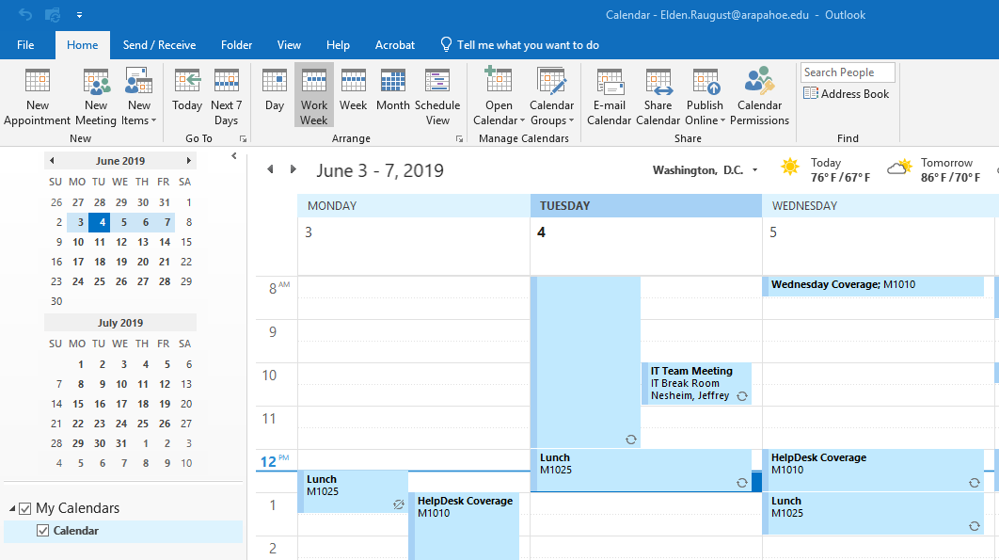 Calendar - Elden.Raugust@arapahoe.edu - Outlook
File Home Send / Receive Folder View Help Acrobat Tell me what you want to do
New Appointment
New Meeting
New Items
New
Today
Next 7 Days
Go To
Day
Work Week
Week
Month
Schedule View
Arrange
Open Calendar
Calendar Groups
Manage Calendars
E-mail Calendar
Share Calendar
Publish Online
Calendar Permissions
Share
Search People
Address Book
Find
June 2019
SU MO TU WE TH FR SA
26 27 28 29 30 31 1
2 3 4 5 6 7 8
9 10 11 12 13 14 15
16 17 18 19 20 21 22
23 24 25 26 27 28 29
30
July 2019
SU MO TU WE TH FR SA
1 2 3 4 5 6
7 8 9 10 11 12 13
14 15 16 17 18 19 20
21 22 23 24 25 26 27
28 29 30 31 1 2 3
4 5 6 7 8 9 10
My Calendars
Calendar
June 3 - 7, 2019
Washington, D.C.
Today
76°F/67°F
Tomorrow
86°F/70°F
MONDAY TUESDAY WEDNESDAY
3 4 5
8 AM
9
10
11
12 PM
1
2
Lunch
M1025
HelpDesk Coverage
M1010
IT Team Meeting
IT Break Room
Nesheim, Jeffrey
Lunch
M1025
Wednesday Coverage; M1010
HelpDesk Coverage
M1010
Lunch
M1025